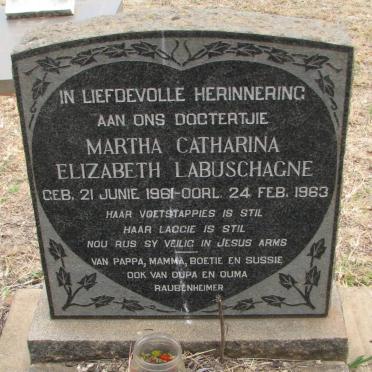 IN LIEFDEVOLLE HERINNERING
AAN ONS DOGTERTJIE
MARTHA CATHARINA
ELIZABETH LABUSCHAGNE
GEB. 21 JUNIE 1961-OORL. 24 FEB. 1963
HAAR VOETSTAPPIES IS STIL
HAAR LAGGIE IS STIL
NOU RUS SY VEILIG IN JESUS ARMS
VAN PAPPA, MAMMA, BOETIE EN SUSSIE
OOK VAN OUPA EN OUMA
RAUBENHEIMER